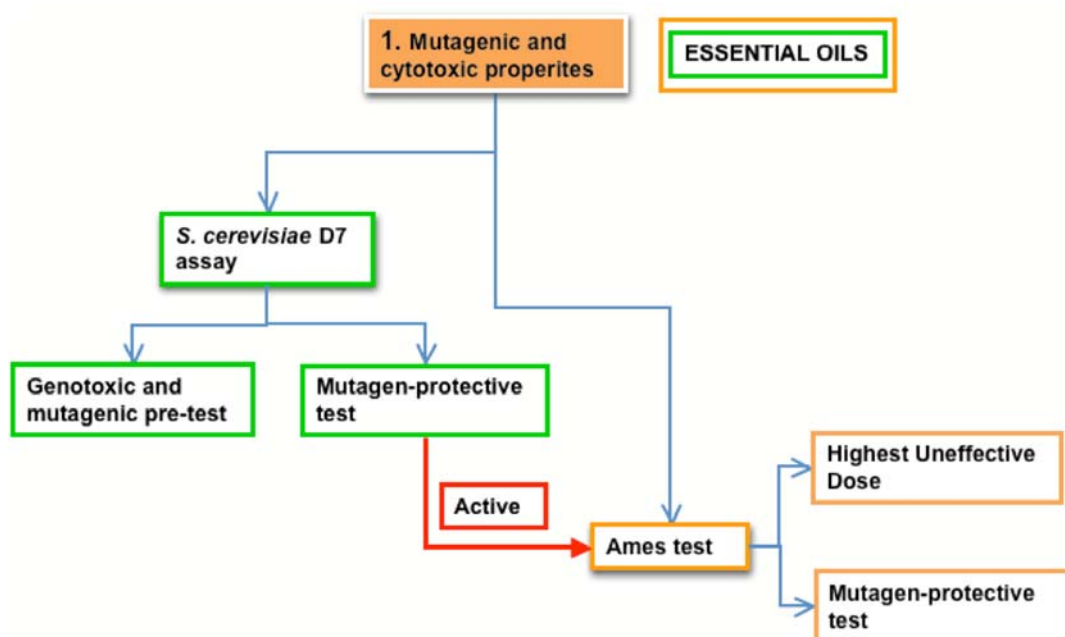 1. Mutagenic and
cytotoxic properites
ESSENTIAL OILS
S. cerevisiae D7
assay
Genotoxic and
mutagenic pre-test
Mutagen-protective
test
Active
Ames test
Highest Uneffective
Dose
Mutagen-protective
test